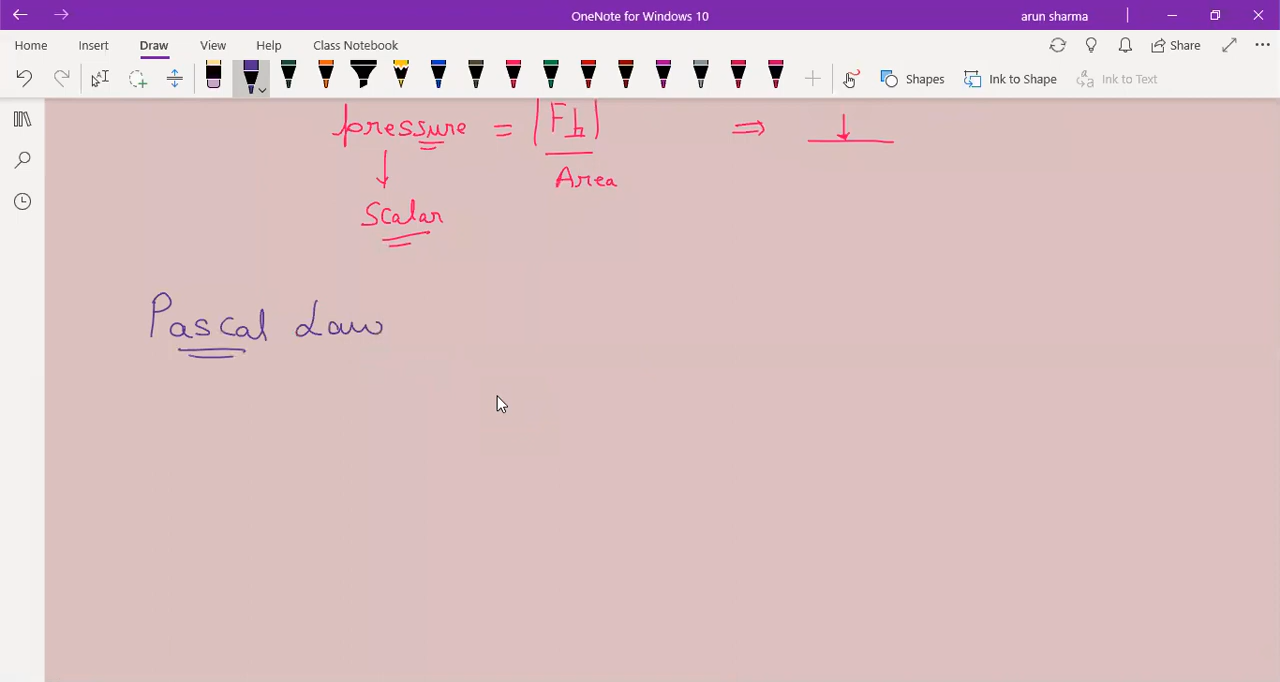 OneNote for Windows 10
arun sharma
Home Insert Draw View Help Class Notebook
Share
Shapes Ink to Shape Ink to Text
pressure = |F⊥| ⇒ ↓
Area
↓
Scalar
Pascal Law